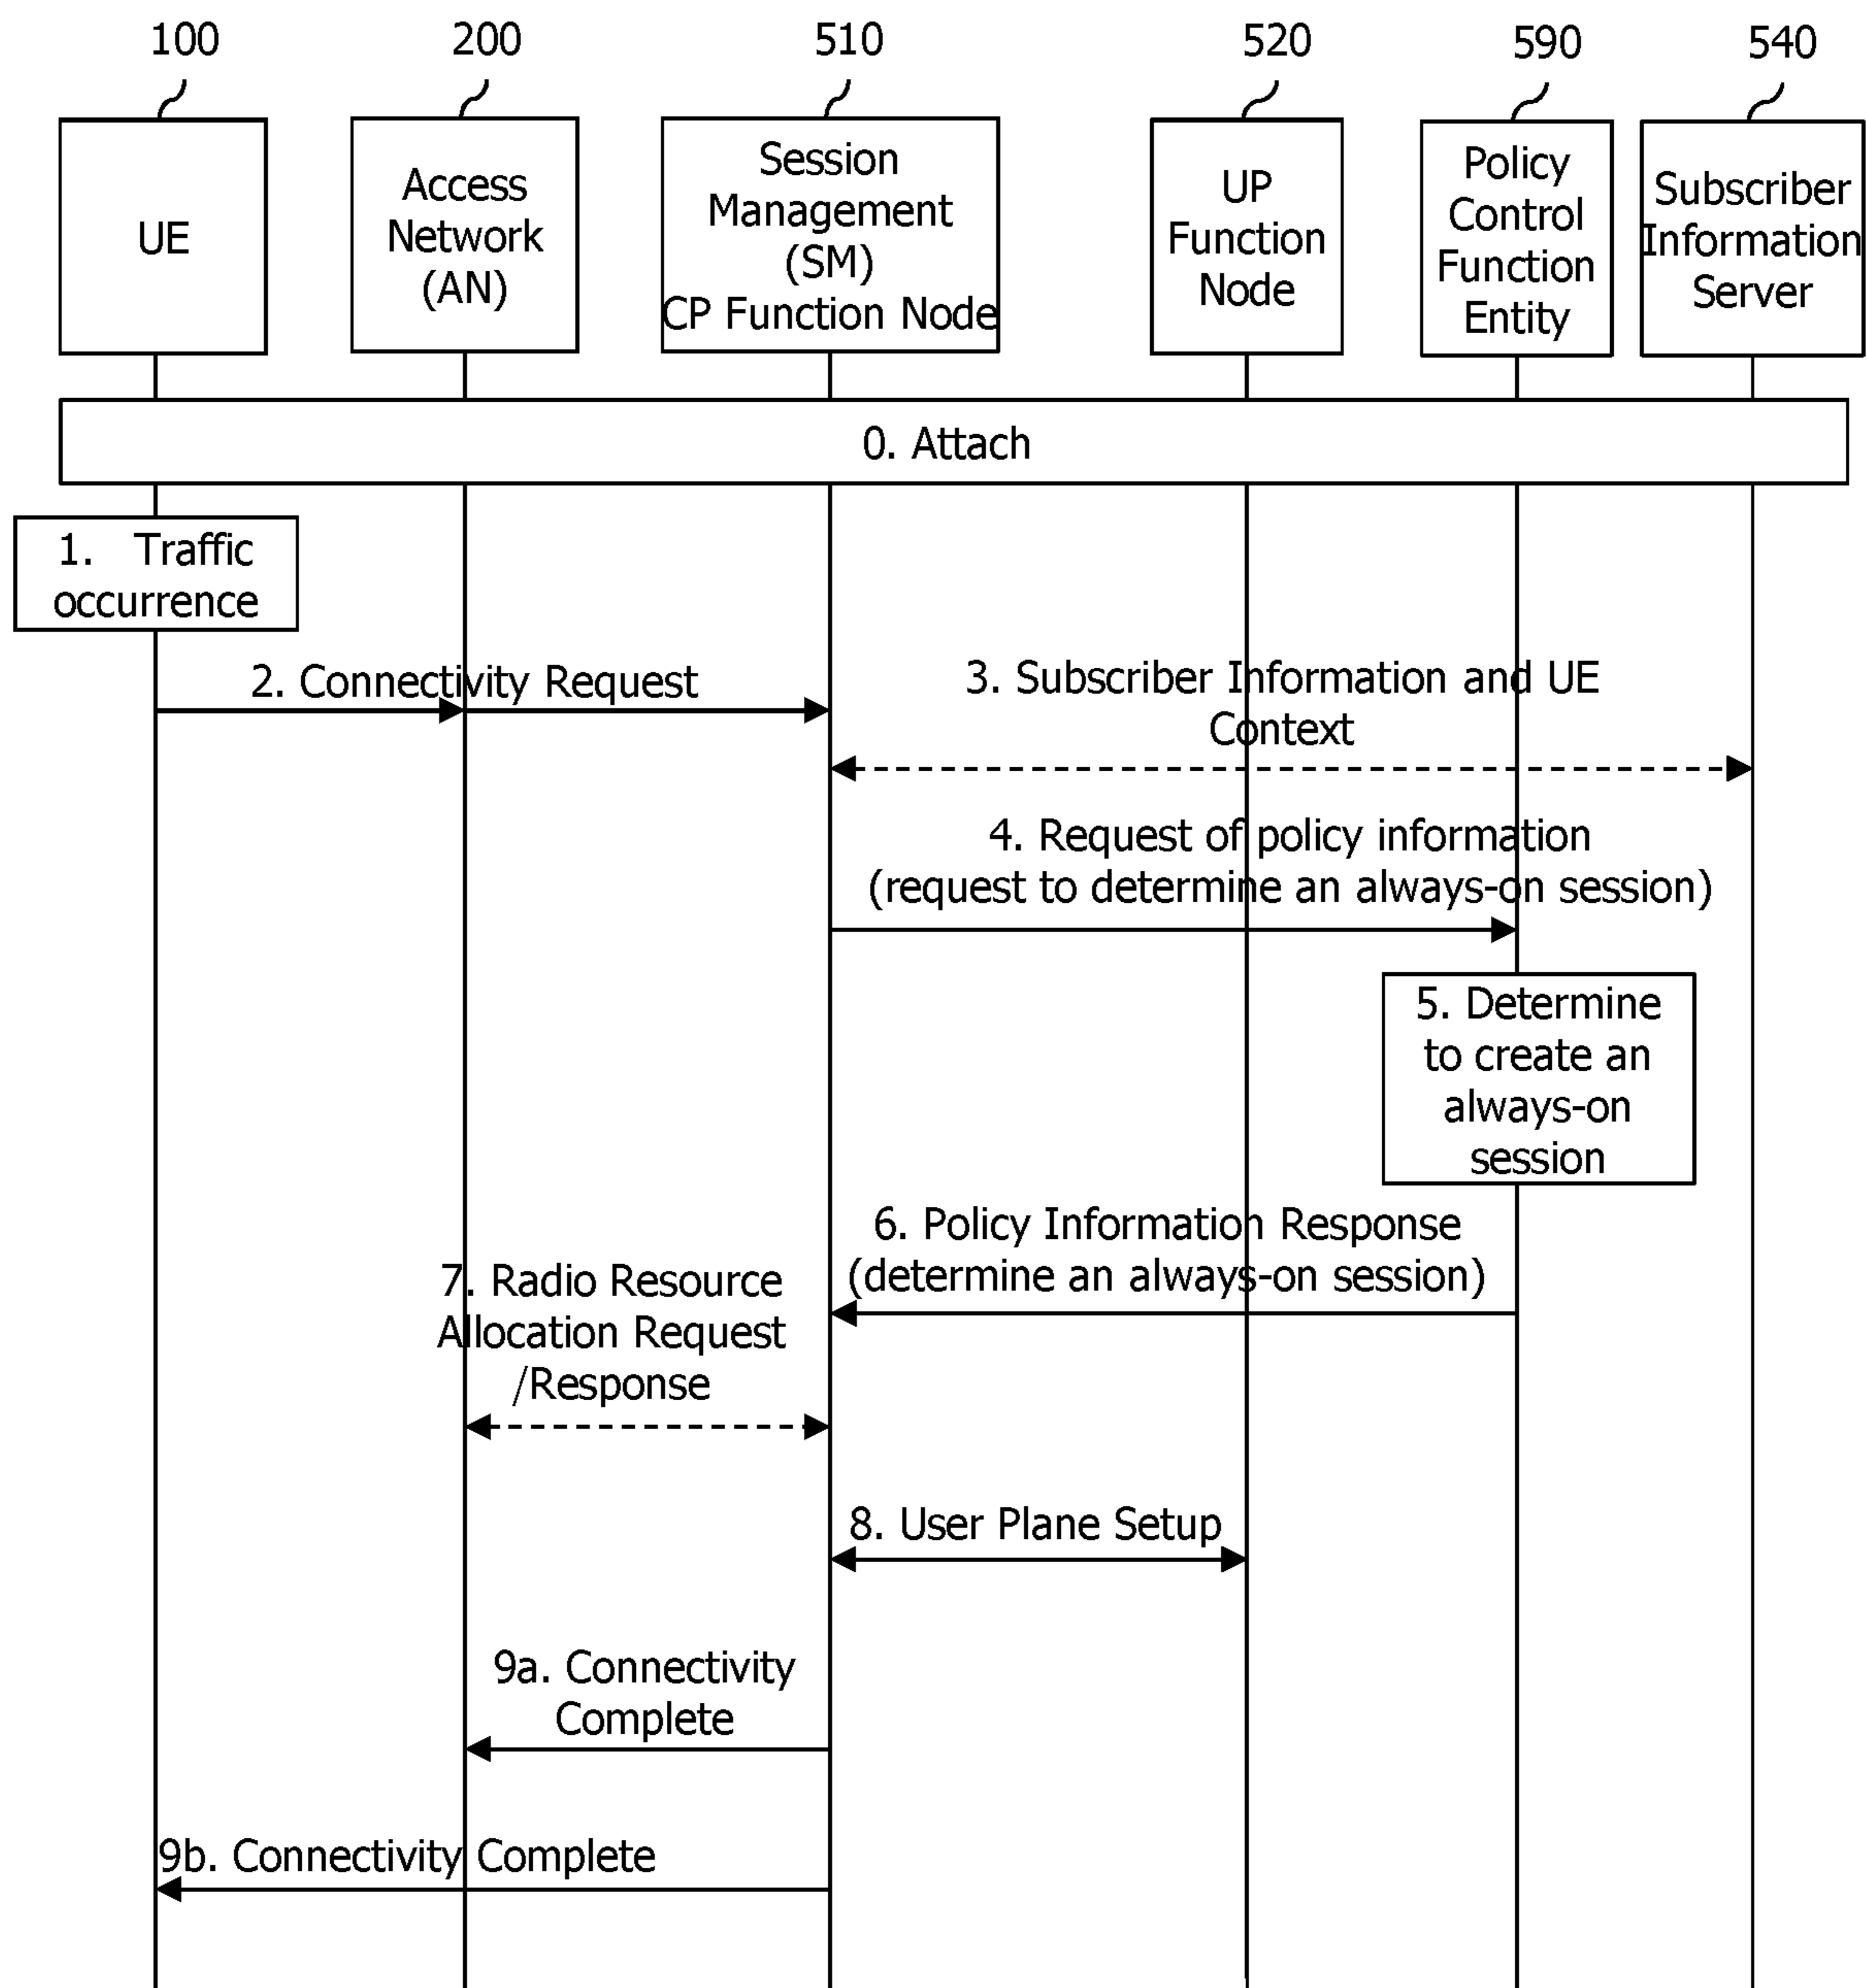 100
200
510
520
590
540
UE
Access
Network
(AN)
Session
Management
(SM)
CP Function Node
UP
Function
Node
Policy
Control
Function
Entity
Subscriber
Information
Server
0. Attach
1. Traffic
occurrence
2. Connectivity Request
3. Subscriber Information and UE
Context
4. Request of policy information
(request to determine an always-on session)
5. Determine
to create an
always-on
session
6. Policy Information Response
(determine an always-on session)
7. Radio Resource
Allocation Request
/Response
8. User Plane Setup
9a. Connectivity
Complete
9b. Connectivity Complete